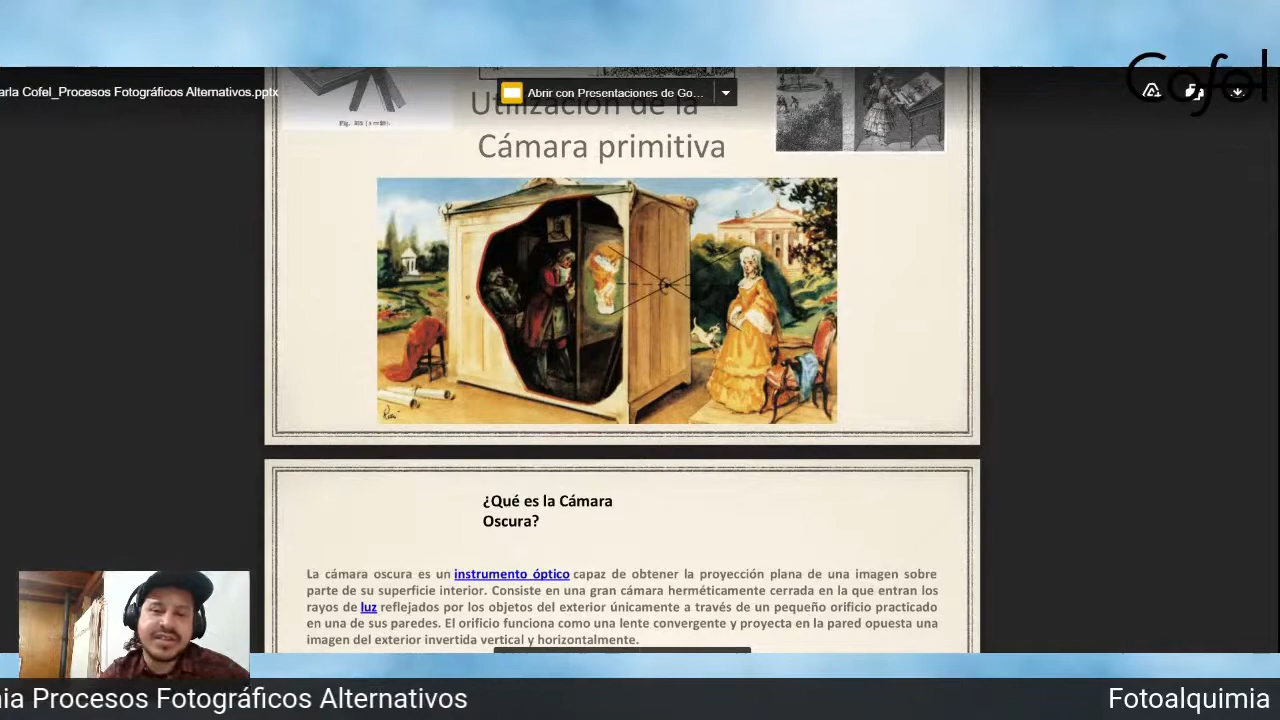 Cofel
arla Cofel_Procesos Fotográficos Alternativos.pptx
Abrir con Presentaciones de Go...
Utilización de la
Cámara primitiva
¿Qué es la Cámara
Oscura?
La cámara oscura es un instrumento óptico capaz de obtener la proyección plana de una imagen sobre
parte de su superficie interior. Consiste en una gran cámara herméticamente cerrada en la que entran los
rayos de luz reflejados por los objetos del exterior únicamente a través de un pequeño orificio practicado
en una de sus paredes. El orificio funciona como una lente convergente y proyecta en la pared opuesta una
imagen del exterior invertida vertical y horizontalmente.
nia Procesos Fotográficos Alternativos
Fotoalquimia